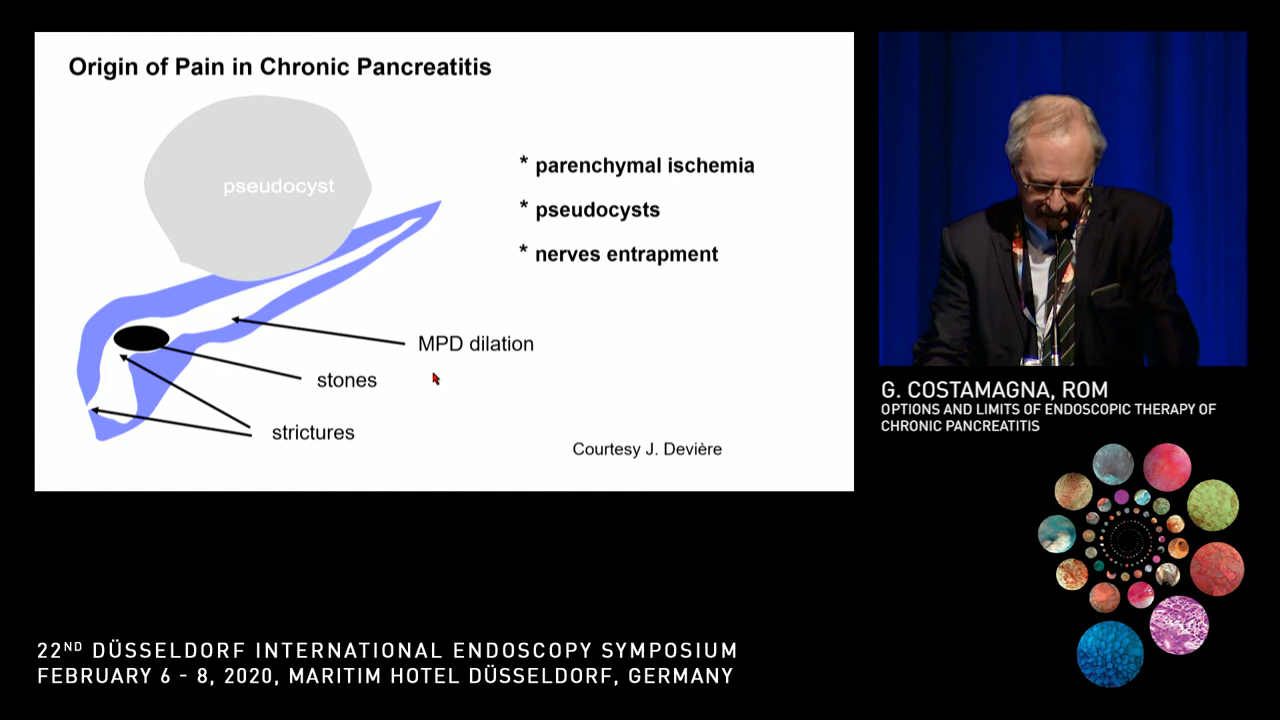 Origin of Pain in Chronic Pancreatitis
pseudocyst
* parenchymal ischemia
* pseudocysts
* nerves entrapment
MPD dilation
stones
strictures
Courtesy J. Devière
G. COSTAMAGNA, ROM
OPTIONS AND LIMITS OF ENDOSCOPIC THERAPY OF
CHRONIC PANCREATITIS
22ND DÜSSELDORF INTERNATIONAL ENDOSCOPY SYMPOSIUM
FEBRUARY 6 - 8, 2020, MARITIM HOTEL DÜSSELDORF, GERMANY